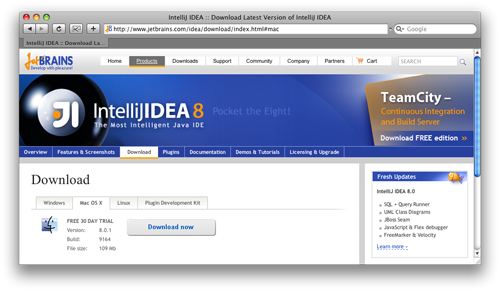 IntelliJ IDEA :: Download Latest Version of IntelliJ IDEA
http://www.jetbrains.com/idea/download/index.html#mac
Google
IntelliJ IDEA :: Download La...
JetBRAINS
Develop with pleasure!
Home Products Downloads Support Community Company Partners Cart SEARCH
IntelliJIDEA 8
The Most Intelligent Java IDE
Pocket the Eight!
TeamCity –
Continuous Integration
and Build Server
Download FREE edition »
Overview Features & Screenshots Download Plugins Documentation Demos & Tutorials Licensing & Upgrade
Download
Windows Mac OS X Linux Plugin Development Kit
FREE 30 DAY TRIAL
Version: 8.0.1
Build: 9164
File size: 109 Mb
Download now
Fresh Updates
IntelliJ IDEA 8.0
SQL + Query Runner
UML Class Diagrams
JBoss Seam
JavaScript & Flex debugger
FreeMarker & Velocity
Learn more »